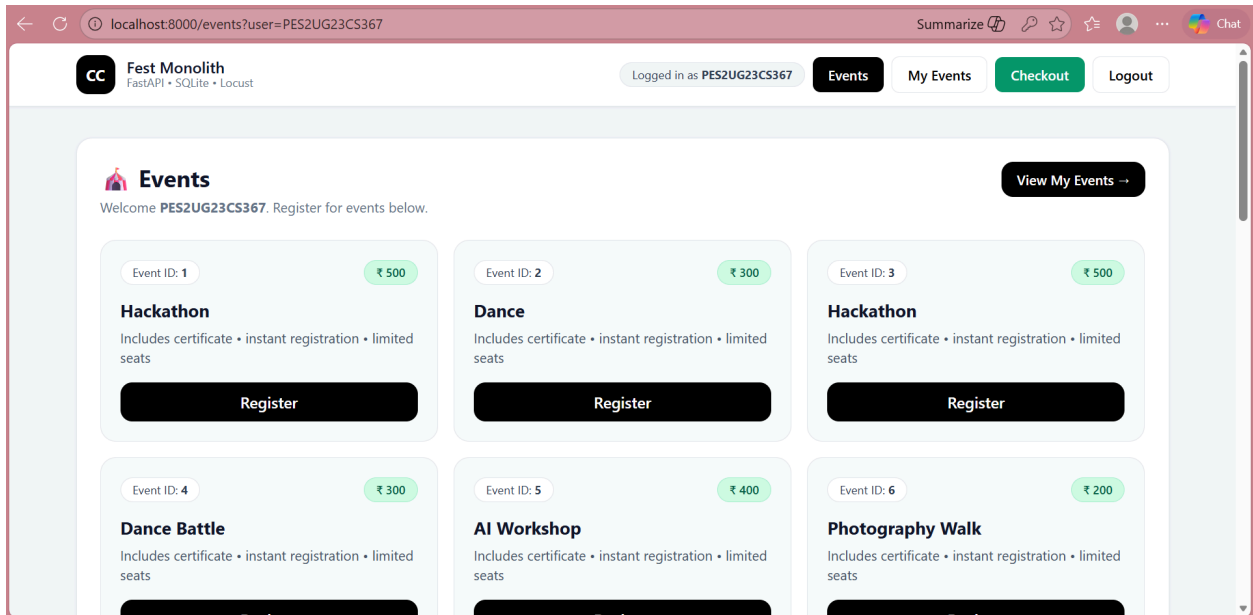 localhost:8000/events?user=PES2UG23CS367
Summarize
Chat
CC
Fest Monolith
FastAPI • SQLite • Locust
Logged in as PES2UG23CS367
Events
My Events
Checkout
Logout
Events
Welcome PES2UG23CS367. Register for events below.
View My Events →
Event ID: 1
₹ 500
Hackathon
Includes certificate • instant registration • limited
seats
Register
Event ID: 2
₹ 300
Dance
Includes certificate • instant registration • limited
seats
Register
Event ID: 3
₹ 500
Hackathon
Includes certificate • instant registration • limited
seats
Register
Event ID: 4
₹ 300
Dance Battle
Includes certificate • instant registration • limited
seats
Event ID: 5
₹ 400
AI Workshop
Includes certificate • instant registration • limited
seats
Event ID: 6
₹ 200
Photography Walk
Includes certificate • instant registration • limited
seats